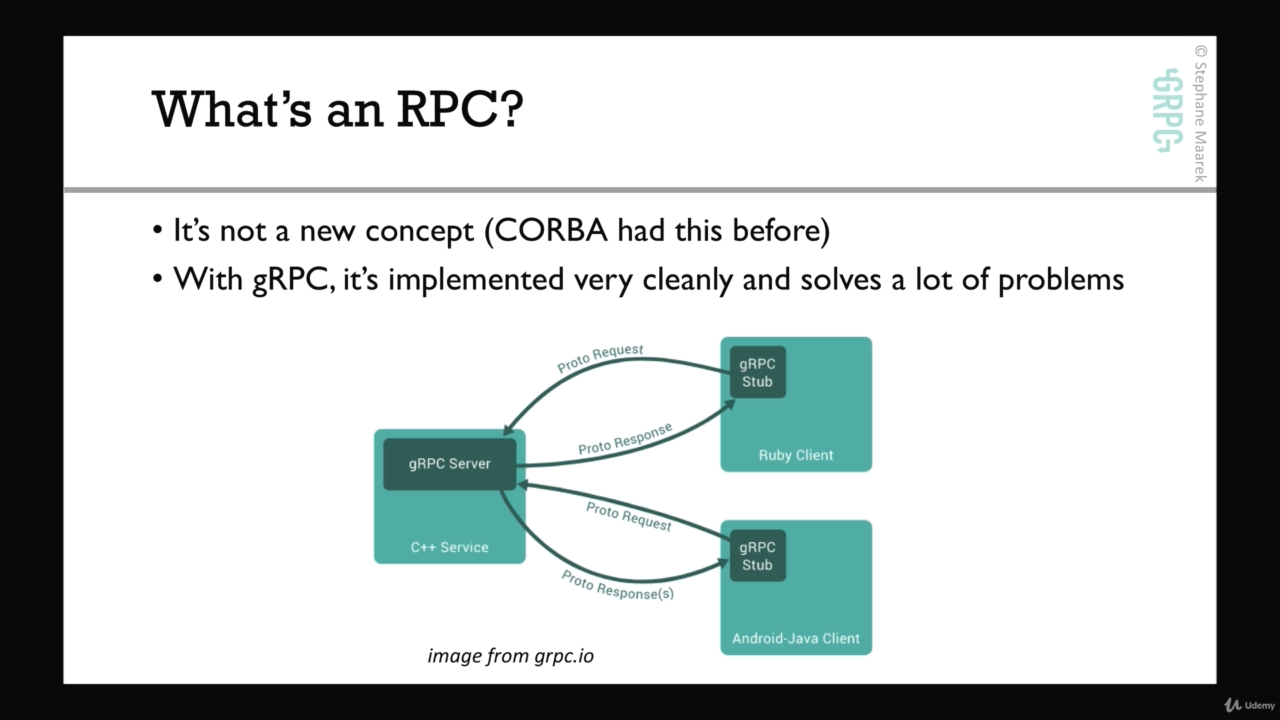 What's an RPC?
© Stephane Maarek
GRPC
• It's not a new concept (CORBA had this before)
• With gRPC, it's implemented very cleanly and solves a lot of problems
Proto Request
gRPC
Stub
Proto Response
Ruby Client
gRPC Server
C++ Service
Proto Request
gRPC
Stub
Proto Response(s)
Android-Java Client
image from grpc.io
Udemy